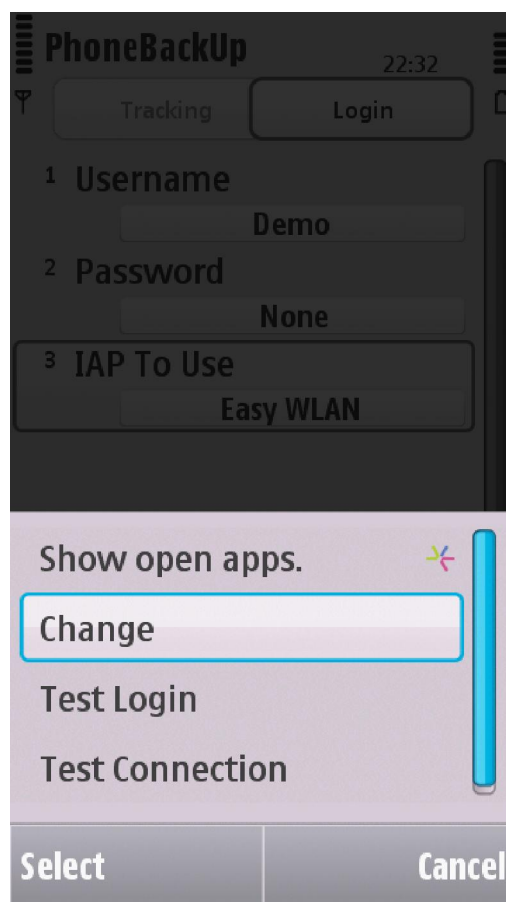 PhoneBackUp
22:32
Tracking
Login
1 Username
Demo
2 Password
None
3 IAP To Use
Easy WLAN
Show open apps.
Change
Test Login
Test Connection
Select
Cancel